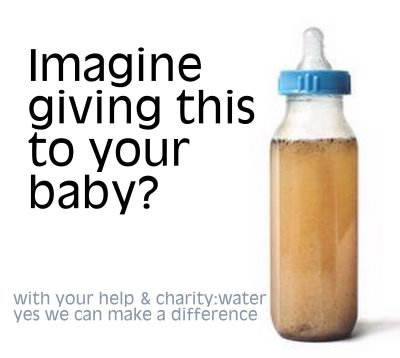 Imagine
giving this
to your
baby?
with your help & charity:water
yes we can make a difference